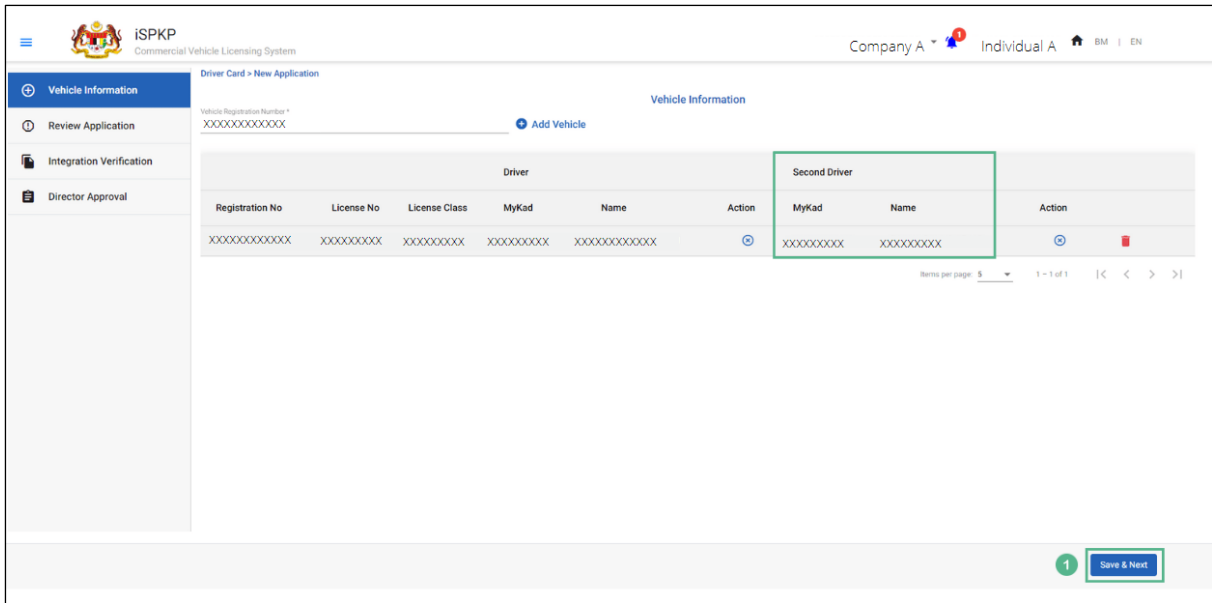 iSPKP
Commercial Vehicle Licensing System
Company A
1
Individual A
BM | EN
Vehicle Information
Review Application
Integration Verification
Director Approval
Driver Card > New Application
Vehicle Information
Vehicle Registration Number *
XXXXXXXXXXXX
Add Vehicle
Driver Second Driver
Registration No License No License Class MyKad Name Action MyKad Name Action
XXXXXXXXXXXX XXXXXXXXX XXXXXXXXX XXXXXXXXX XXXXXXXXXXXX XXXXXXXXX XXXXXXXXX
Items per page: 5 1 – 1 of 1
1 Save & Next